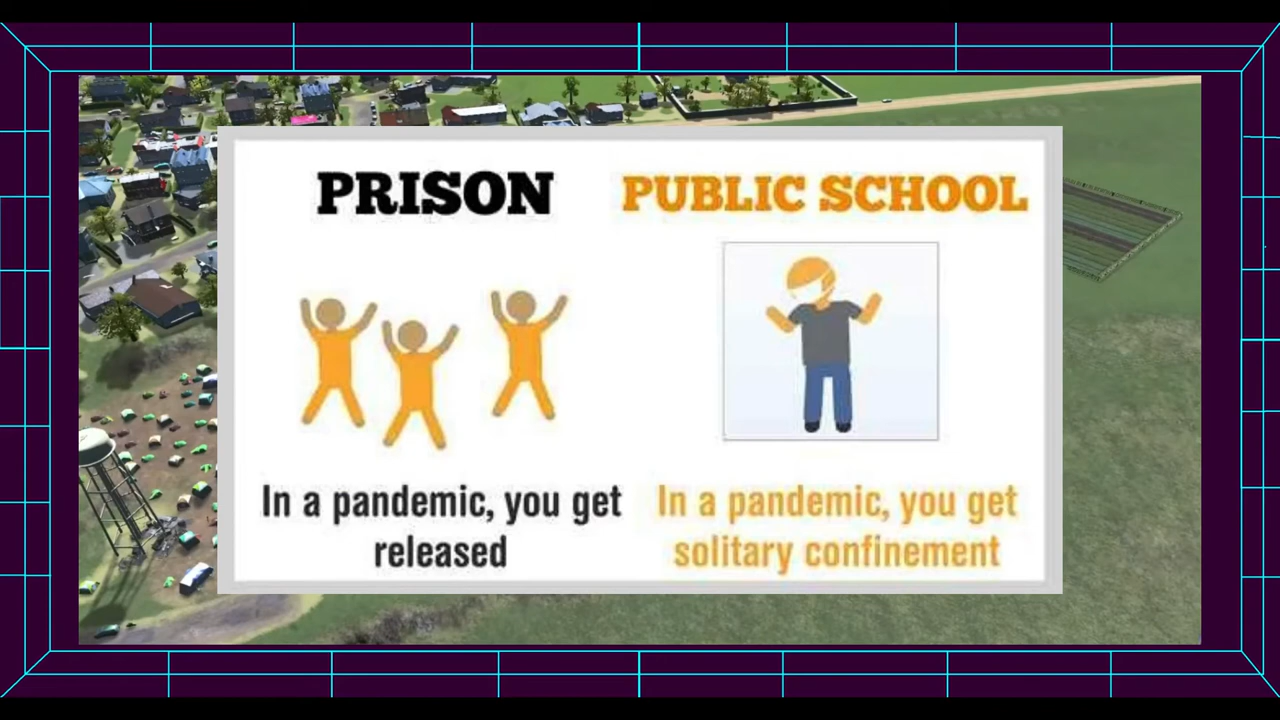 PRISON
PUBLIC SCHOOL
In a pandemic, you get
released
In a pandemic, you get
solitary confinement